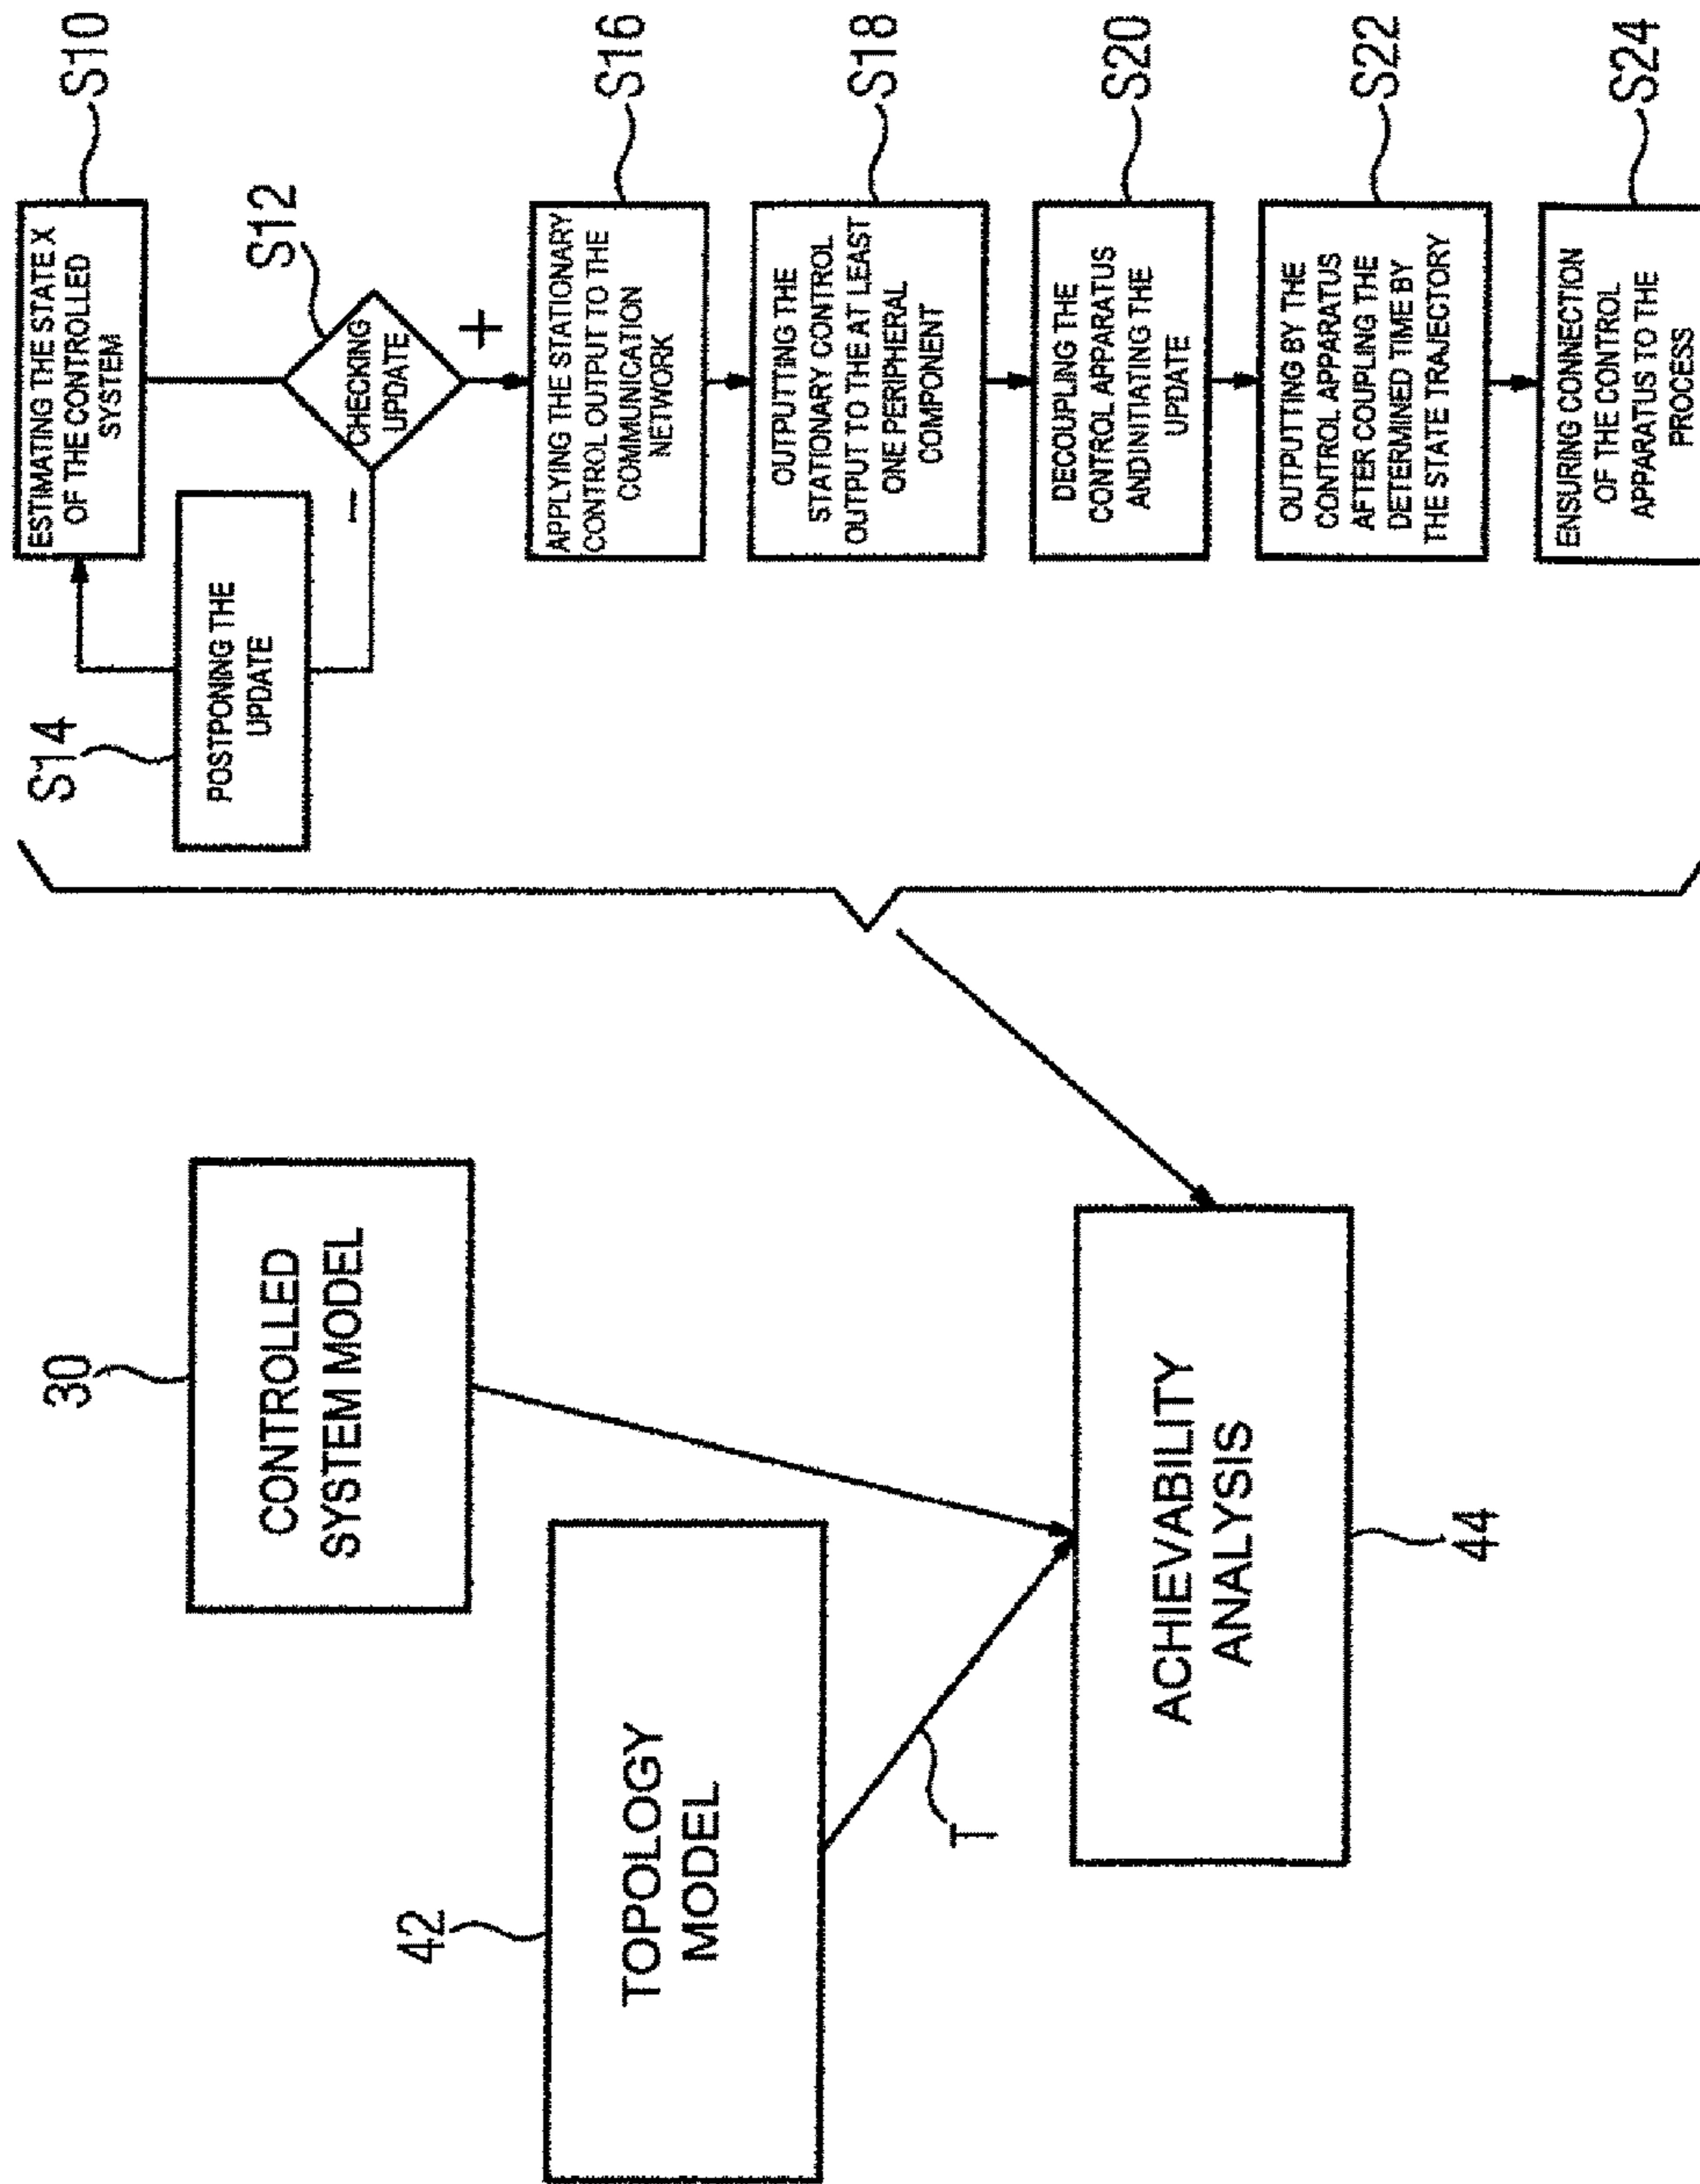 S10
ESTIMATING THE STATE X
OF THE CONTROLLED
SYSTEM
S12
CHECKING
UPDATE
+
–
S14
POSTPONING THE
UPDATE
S16
APPLYING THE STATIONARY
CONTROL OUTPUT TO THE
COMMUNICATION
NETWORK
S18
OUTPUTTING THE
STATIONARY CONTROL
OUTPUT TO THE AT LEAST
ONE PERIPHERAL
COMPONENT
S20
DECOUPLING THE
CONTROL APPARATUS
ANDINITIATING THE
UPDATE
S22
OUTPUTTING BY THE
CONTROL APPARATUS
AFTER COUPLING THE
DETERMINED TIME BY
THE STATE TRAJECTORY
S24
ENSURING CONNECTION
OF THE CONTROL
APPARATUS TO THE
PROCESS
30
CONTROLLED
SYSTEM MODEL
42
TOPOLOGY
MODEL
T
ACHIEVABILITY
ANALYSIS
44